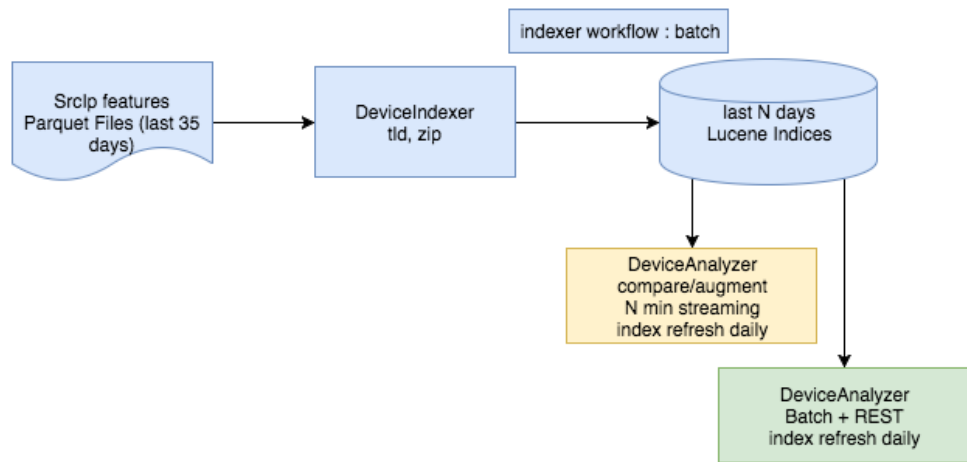 indexer workflow : batch
SrcIp features
Parquet Files (last 35
days)
DeviceIndexer
tld, zip
last N days
Lucene Indices
DeviceAnalyzer
compare/augment
N min streaming
index refresh daily
DeviceAnalyzer
Batch + REST
index refresh daily